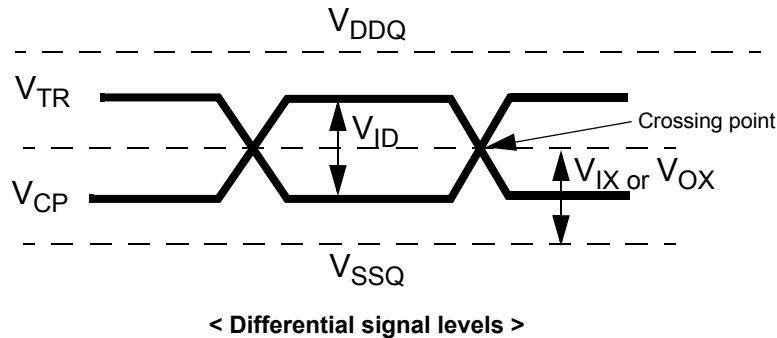 VDDQ
VTR
VID
Crossing point
VIX or VOX
VCP
VSSQ
< Differential signal levels >